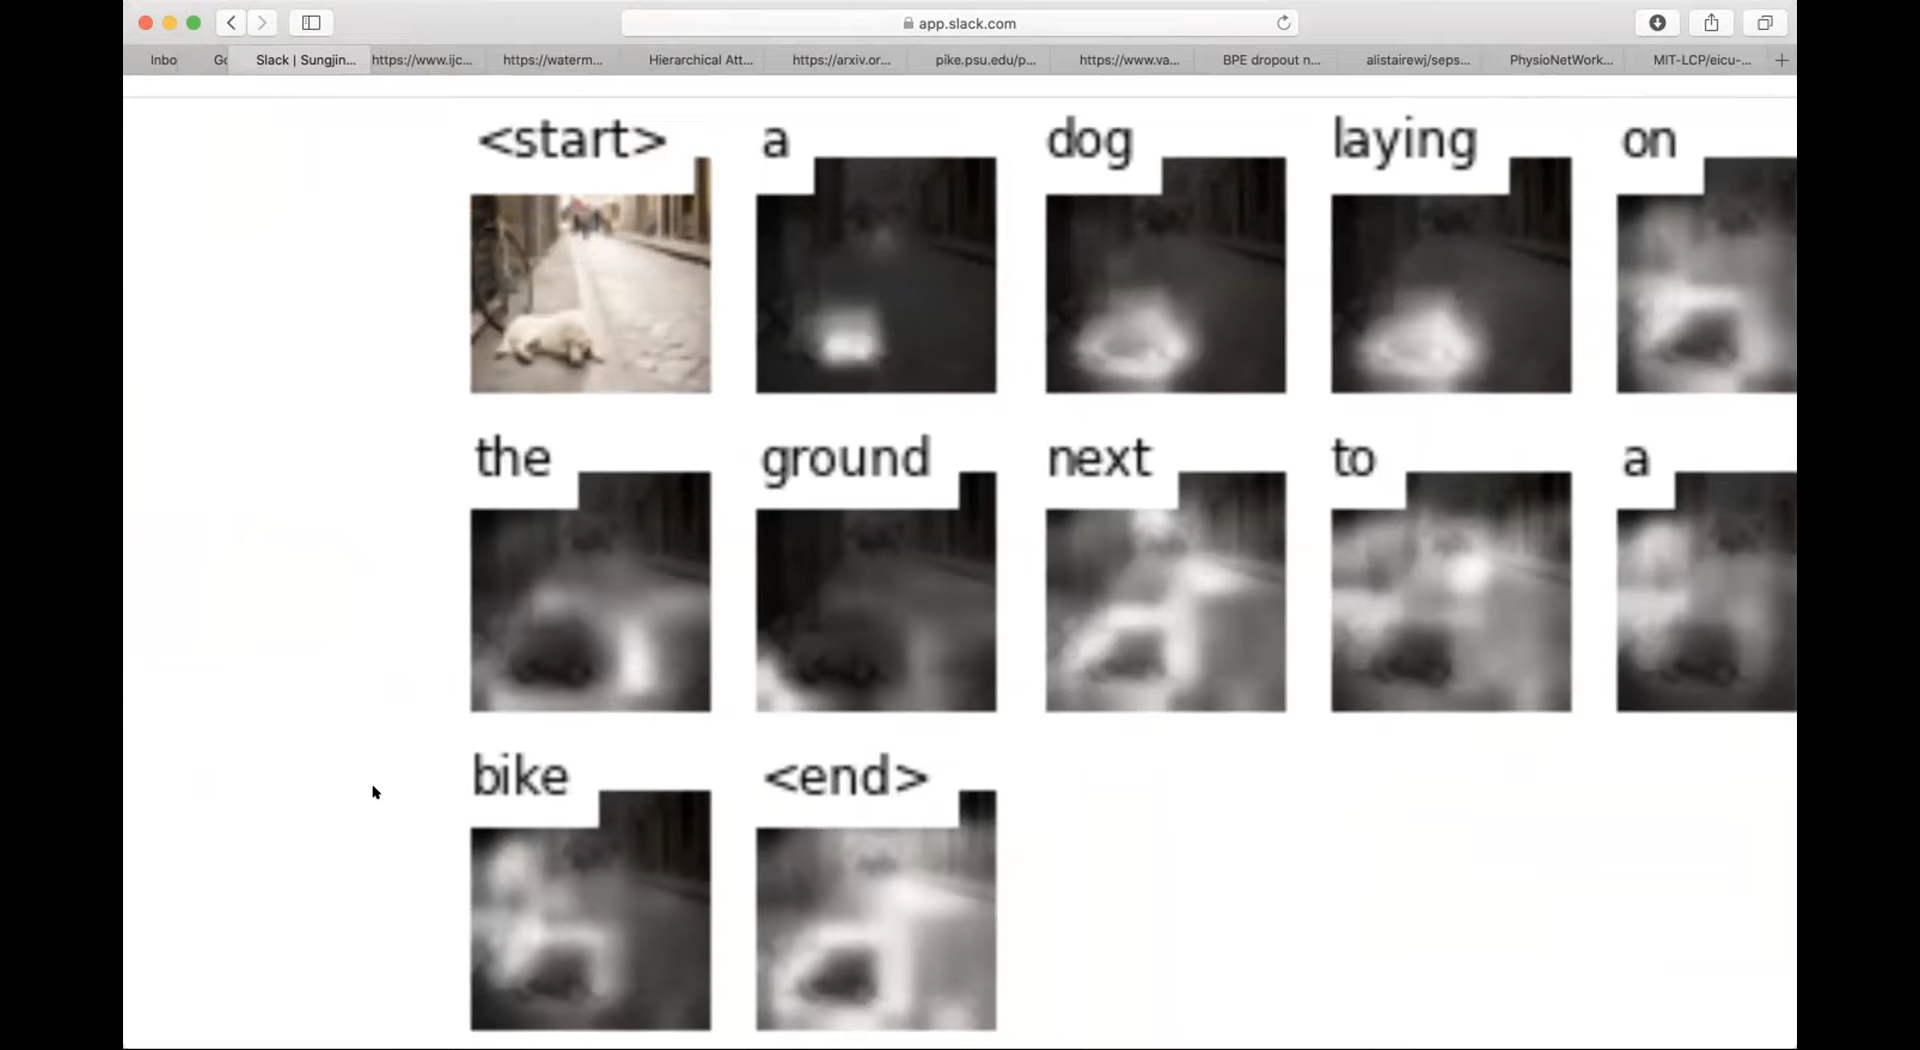 app.slack.com
Inbo
Go
Slack | Sungjin...
https://www.ijc...
https://waterm...
Hierarchical Att...
https://arxiv.or...
pike.psu.edu/p...
https://www.va...
BPE dropout n...
alistairewj/seps...
PhysioNetWork...
MIT-LCP/eicu-...
<start> a dog laying on
the ground next to a
bike <end>